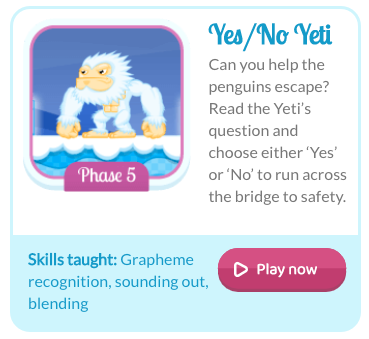 Yes/No Yeti
Can you help the
penguins escape?
Read the Yeti's
question and
choose either ‘Yes’
or ‘No’ to run across
the bridge to safety.
Phase 5
Skills taught: Grapheme
recognition, sounding out,
blending
Play now